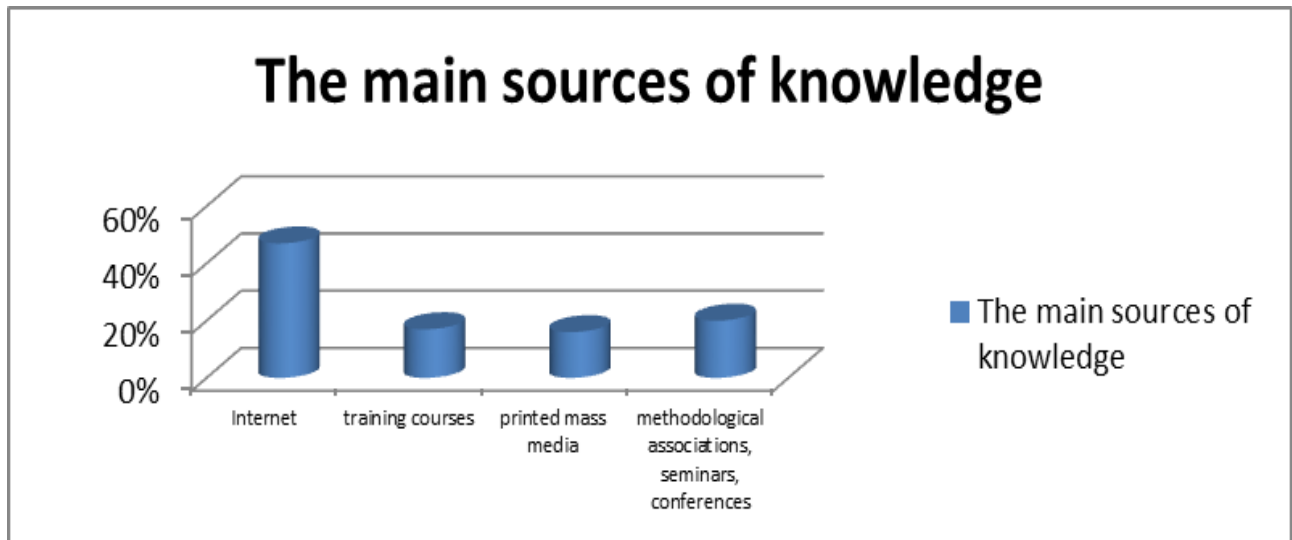 The main sources of knowledge
60%
40%
20%
0%
Internet
training courses
printed mass
media
methodological
associations,
seminars,
conferences
The main sources of
knowledge